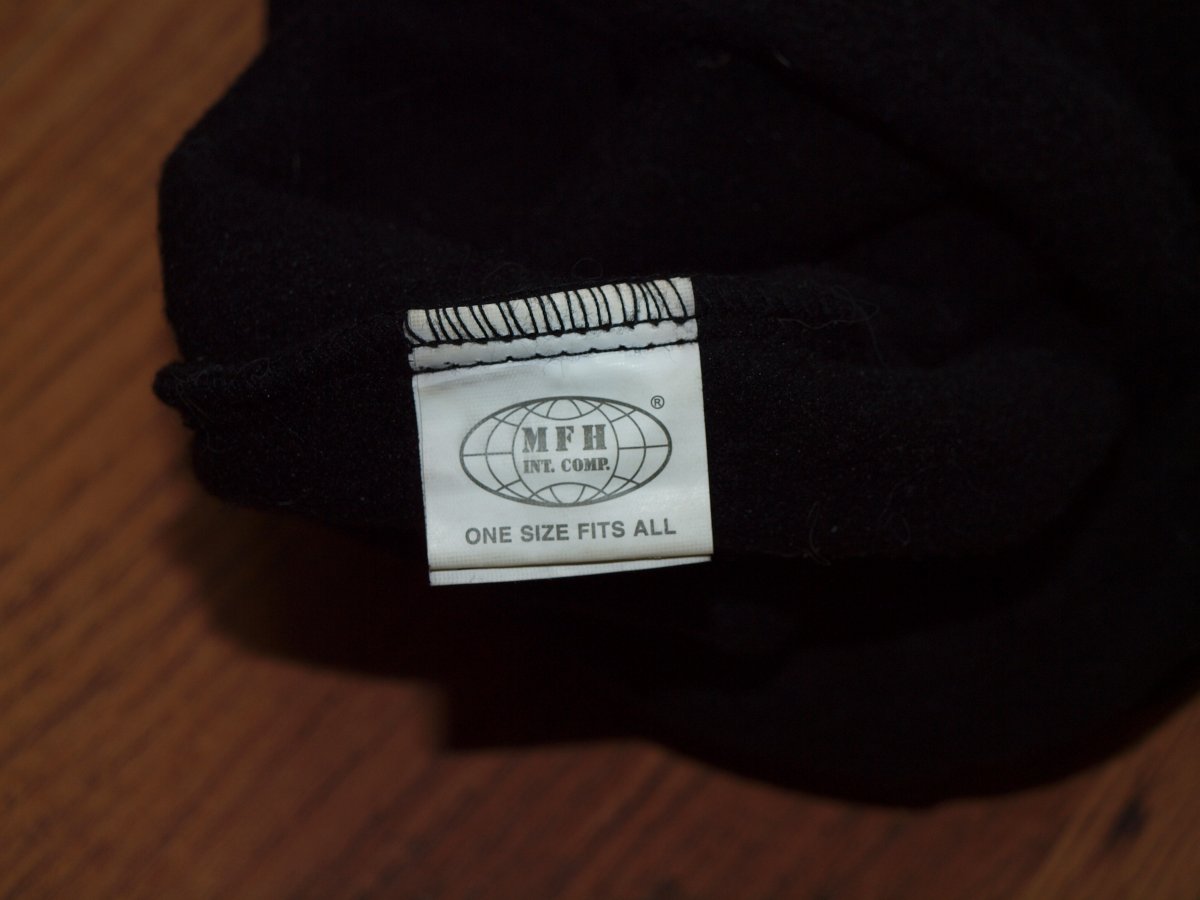 ®
MFH
INT. COMP.
ONE SIZE FITS ALL